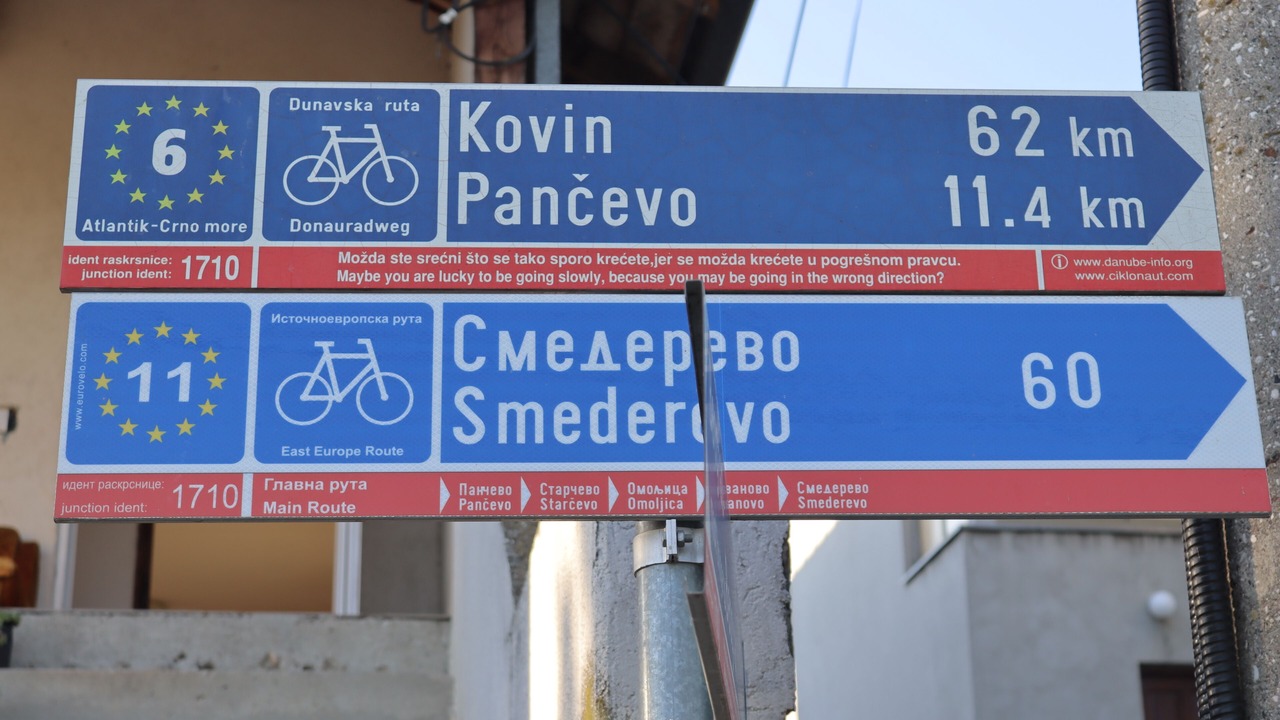 6
Atlantik-Crno more
Dunavska ruta
Donauradweg
Kovin 62 km
Pančevo 11.4 km
ident raskrsnice:
junction ident: 1710
Možda ste srećni što se tako sporo krećete,jer se možda krećete u pogrešnom pravcu.
Maybe you are lucky to be going slowly, because you may be going in the wrong direction?
www.danube-info.org
www.ciklonaut.com
www.eurovelo.com
11
Источноевропска рута
East Europe Route
Смедерево
Smederevo
60
идент раскрснице:
junction ident: 1710
Главна рута
Main Route
Панчево
Pančevo
Старчево
Starčevo
Омољица
Omoljica
Смедерево
Smederevo